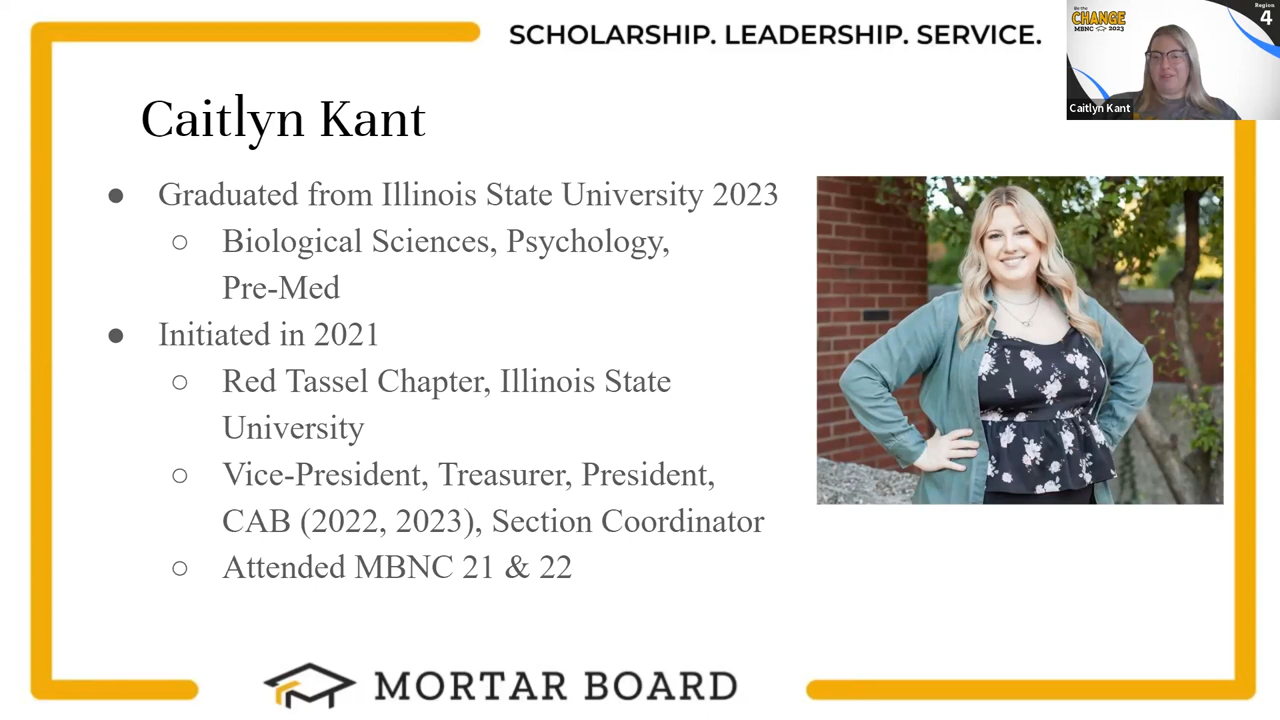 SCHOLARSHIP. LEADERSHIP. SERVICE.
Be the
CHANGE
MBNC 2023
Region
4
Caitlyn Kant
Caitlyn Kant
● Graduated from Illinois State University 2023
○ Biological Sciences, Psychology,
Pre-Med
● Initiated in 2021
○ Red Tassel Chapter, Illinois State
University
○ Vice-President, Treasurer, President,
CAB (2022, 2023), Section Coordinator
○ Attended MBNC 21 & 22
MORTAR BOARD